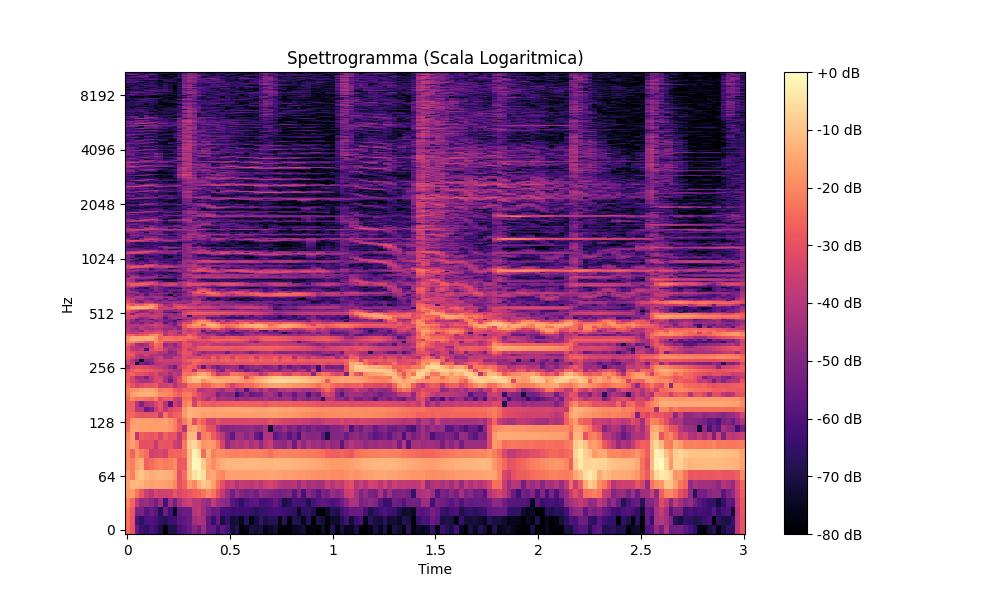 Spettrogramma (Scala Logaritmica)
Hz
8192
4096
2048
1024
512
256
128
64
0
0 0.5 1 1.5 2 2.5 3
Time
+0 dB
-10 dB
-20 dB
-30 dB
-40 dB
-50 dB
-60 dB
-70 dB
-80 dB